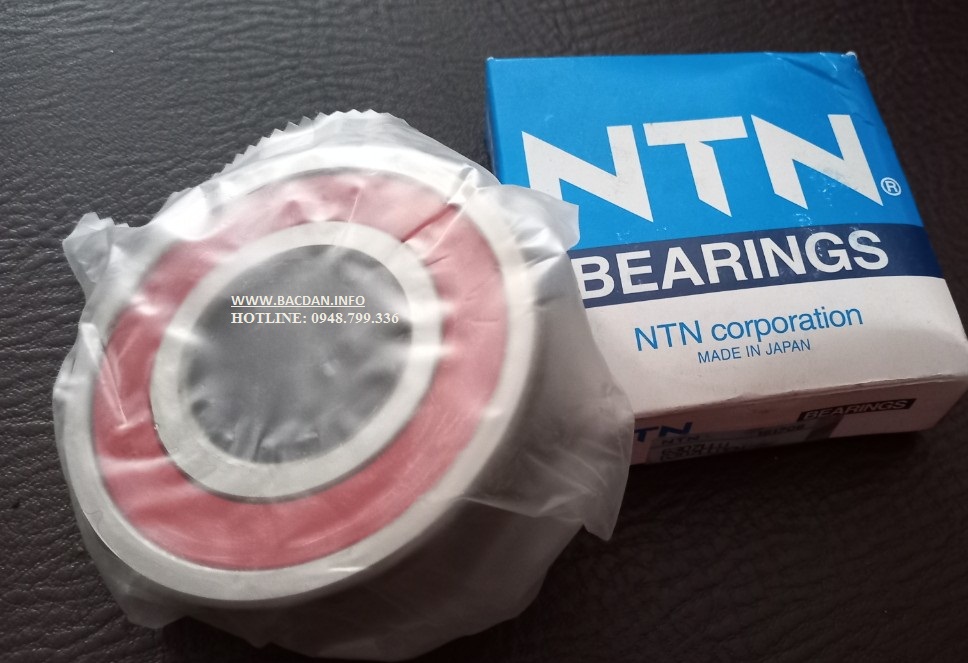 WWW.BACDAN.INFO
HOTLINE: 0948.799.336
NTN®
BEARINGS
NTN corporation
MADE IN JAPAN
BEARINGS
NTN